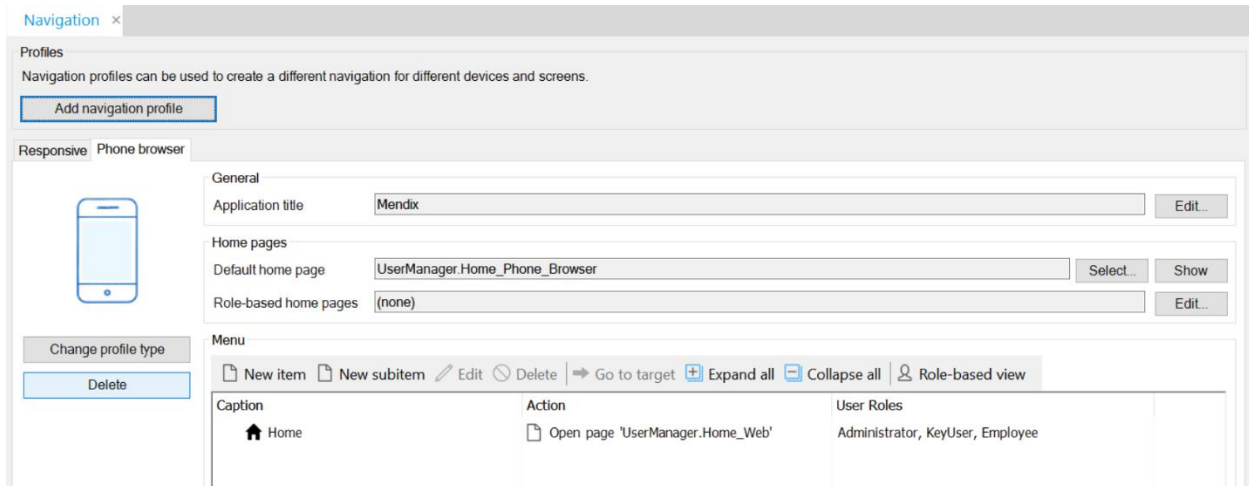 Navigation ×
Profiles
Navigation profiles can be used to create a different navigation for different devices and screens.
Add navigation profile
Responsive Phone browser
General
Application title Mendix Edit...
Home pages
Default home page UserManager.Home_Phone_Browser Select... Show
Role-based home pages (none) Edit...
Change profile type
Delete
Menu
New item New subitem Edit Delete Go to target Expand all Collapse all Role-based view
Caption Action User Roles
Home Open page 'UserManager.Home_Web' Administrator, KeyUser, Employee